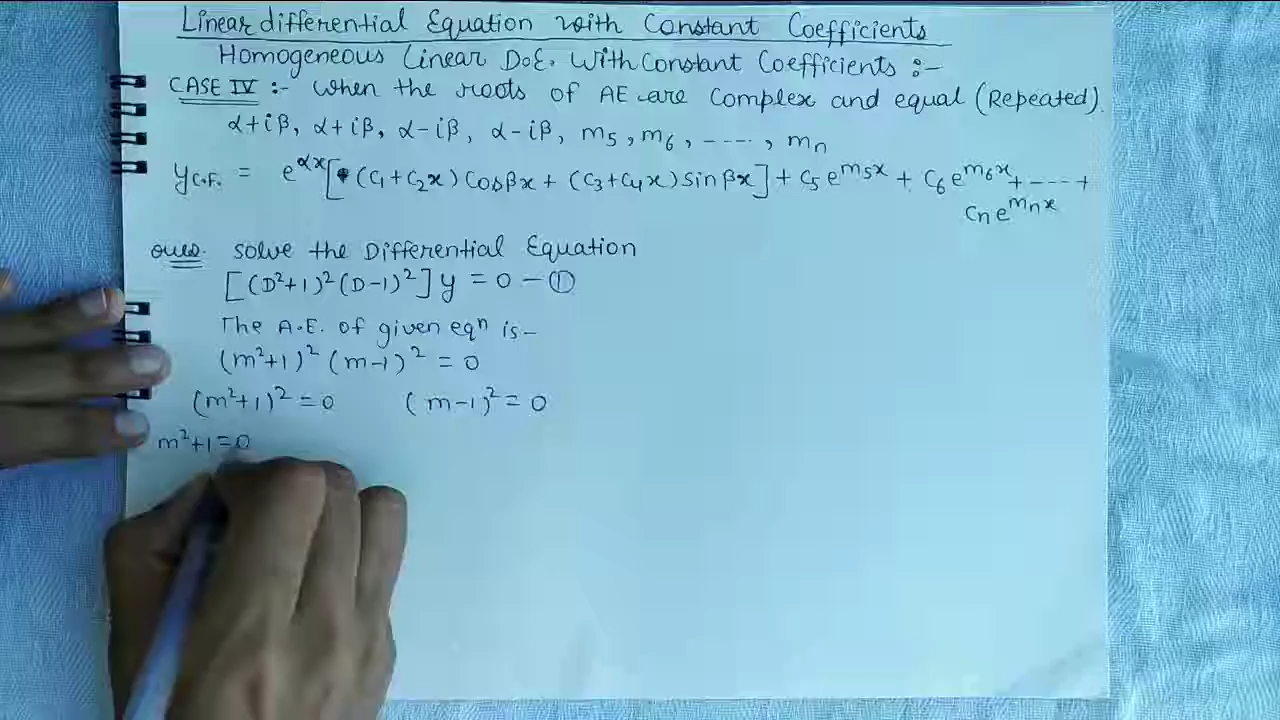 Linear differential Equation with Constant Coefficients
Homogeneous Linear D.E. with Constant Coefficients :-
CASE IV :- When the roots of AE are Complex and equal (Repeated).
α+iβ, α+iβ, α-iβ, α-iβ, m₅, m₆, ----, mₙ
y_C.F. = e^{αx}[(C₁+C₂x) Cosβx + (C₃+C₄x) Sinβx] + C₅e^{m₅x} + C₆e^{m₆x} + ---- +
Cₙe^{mₙx}
Ques. Solve the Differential Equation
[(D²+1)²(D-1)²]y = 0 - ①
The A.E. of given eqⁿ is-
(m²+1)² (m-1)² = 0
(m²+1)² = 0 (m-1)² = 0
m²+1=0